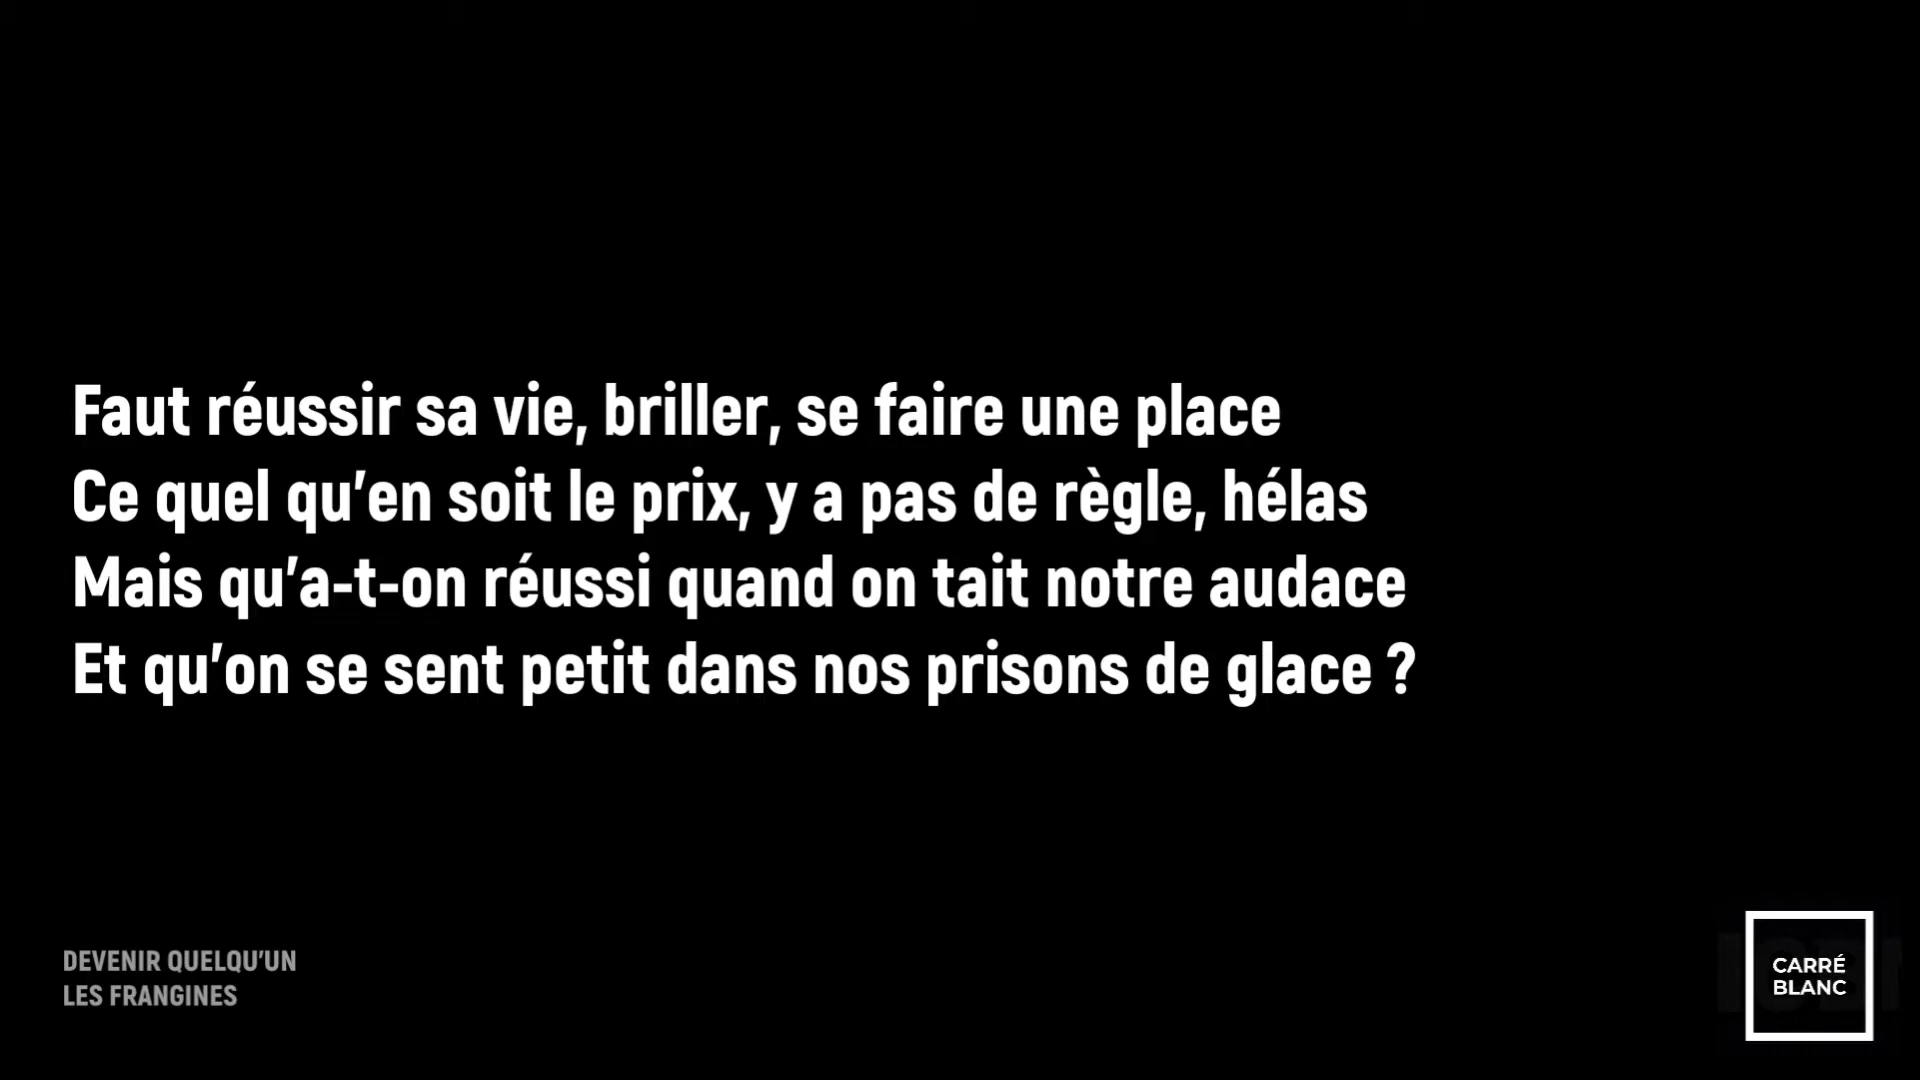 Faut réussir sa vie, briller, se faire une place
Ce quel qu’en soit le prix, y a pas de règle, hélas
Mais qu’a-t-on réussi quand on tait notre audace
Et qu’on se sent petit dans nos prisons de glace ?
DEVENIR QUELQU’UN
LES FRANGINES
CARRÉ
BLANC